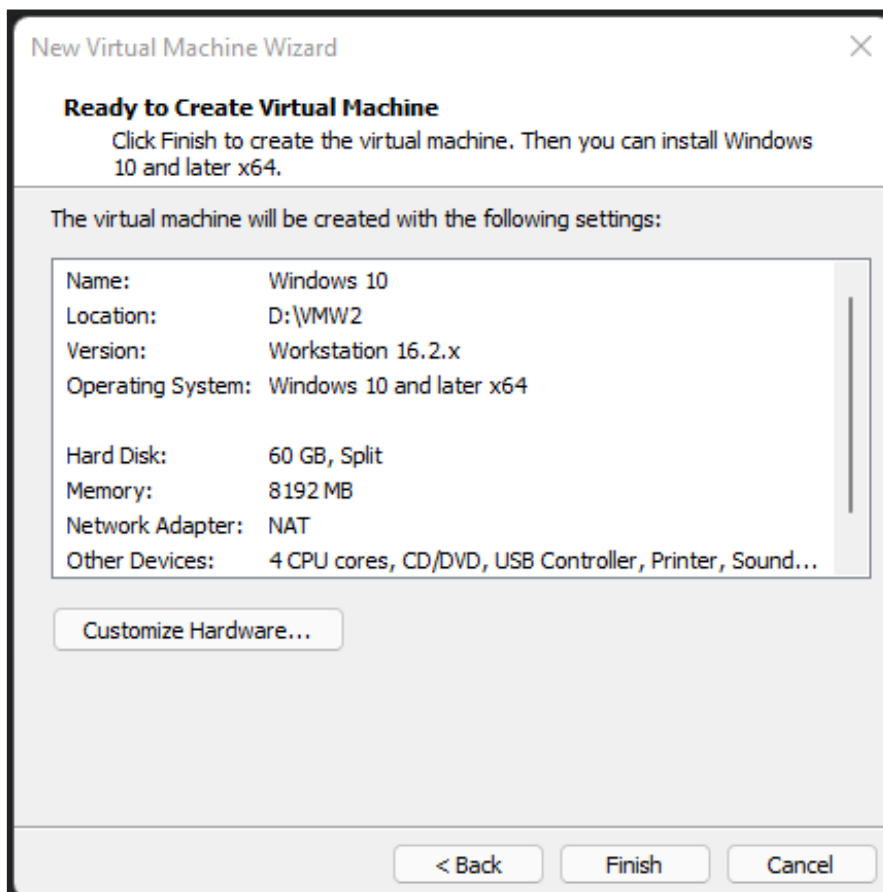 New Virtual Machine Wizard
Ready to Create Virtual Machine
Click Finish to create the virtual machine. Then you can install Windows
10 and later x64.
The virtual machine will be created with the following settings:
Name: Windows 10
Location: D:\VMW2
Version: Workstation 16.2.x
Operating System: Windows 10 and later x64
Hard Disk: 60 GB, Split
Memory: 8192 MB
Network Adapter: NAT
Other Devices: 4 CPU cores, CD/DVD, USB Controller, Printer, Sound...
Customize Hardware...
< Back Finish Cancel